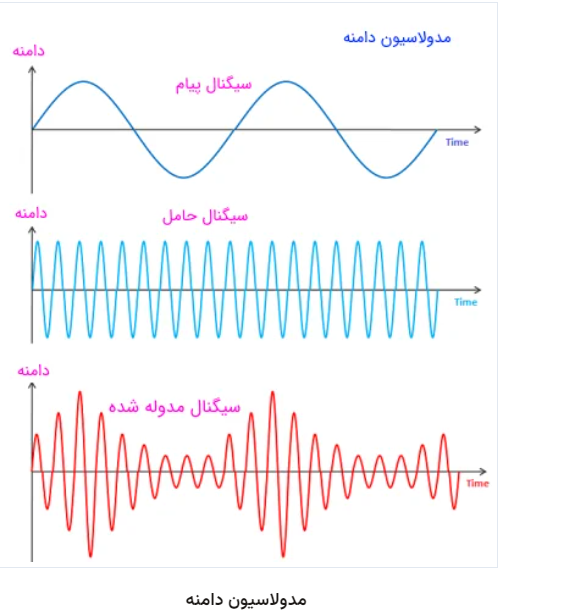 مدولاسیون دامنه
دامنه
سیگنال پیام
Time
دامنه
سیگنال حامل
Time
دامنه
سیگنال مدوله شده
Time
مدولاسیون دامنه